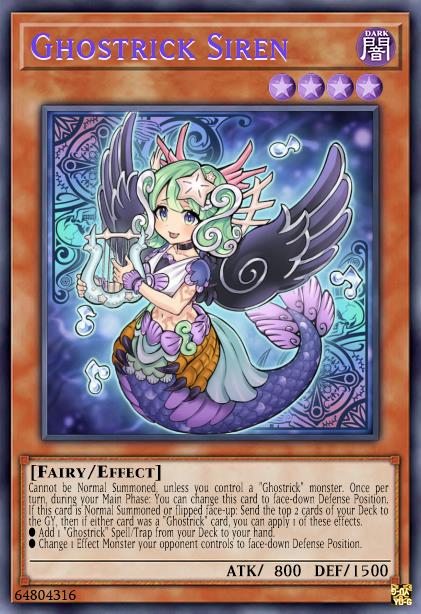 Ghostrick Siren
DARK
闇
[Fairy/Effect]
Cannot be Normal Summoned, unless you control a "Ghostrick" monster. Once per
turn, during your Main Phase: You can change this card to face-down Defense Position.
If this card is Normal Summoned or flipped face-up: Send the top 2 cards of your Deck to
the GY, then if either card was a "Ghostrick" card, you can apply 1 of these effects.
● Add 1 "Ghostrick" Spell/Trap from your Deck to your hand.
● Change 1 Effect Monster your opponent controls to face-down Defense Position.
ATK/ 800 DEF/1500
64804316